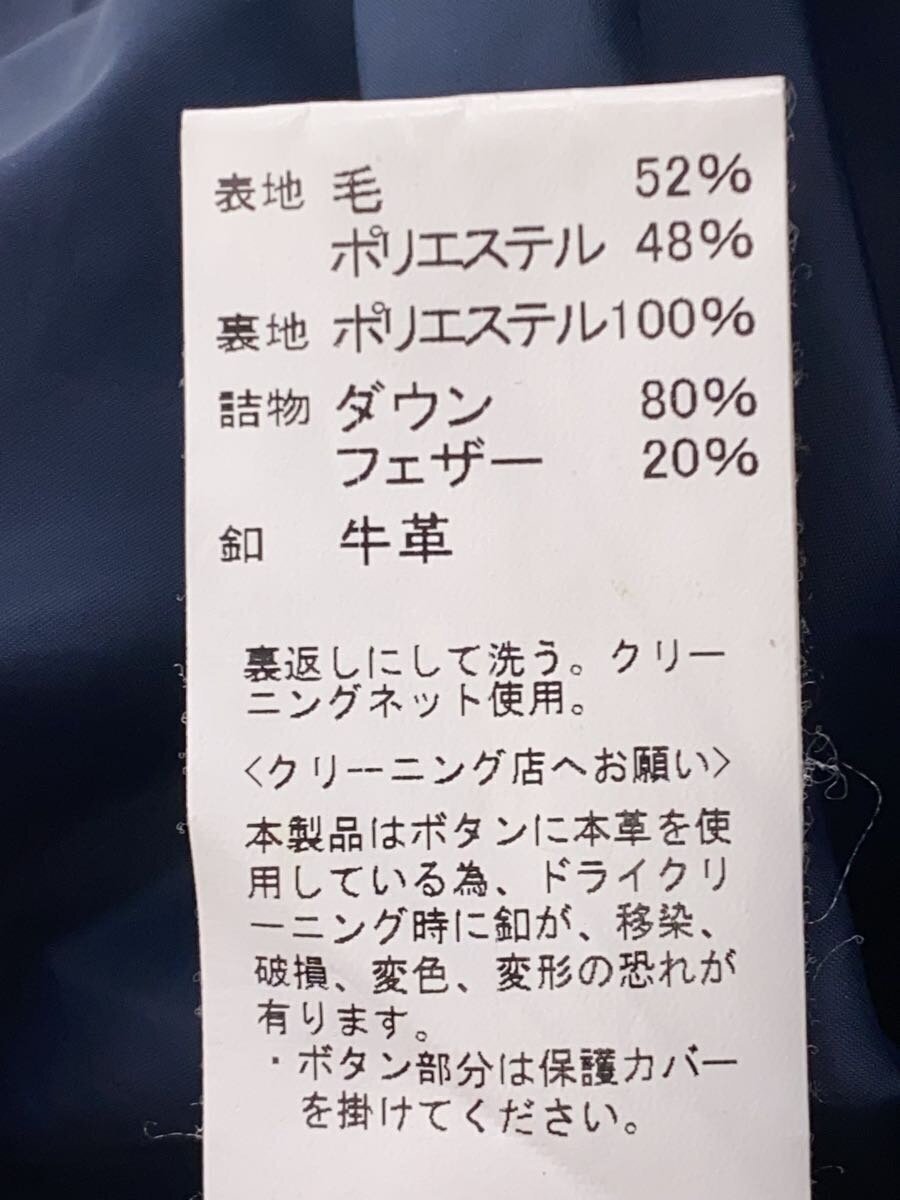 表地 毛 52%
ポリエステル 48%
裏地 ポリエステル100%
詰物 ダウン 80%
フェザー 20%
釦 牛革
裏返しにして洗う。クリー
ニングネット使用。
<クリーニング店へお願い>
本製品はボタンに本革を使
用している為、ドライクリ
ーニング時に釦が、移染、
破損、変色、変形の恐れが
有ります。
・ボタン部分は保護カバー
を掛けてください。